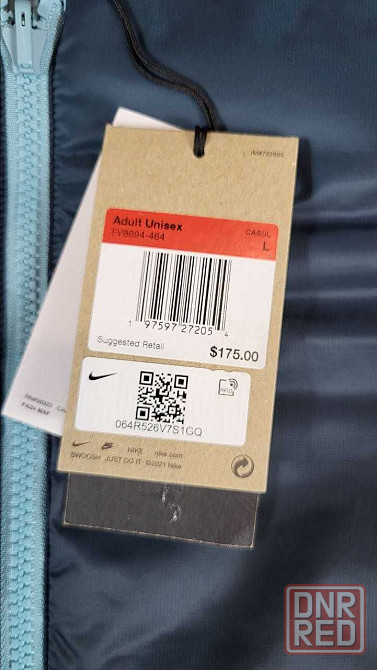 Adult Unisex
FV8694-464
CASUL
L
1 97597 27205 4
Suggested Retail
$175.00
RFID
064R526V7S1GQ
NIKE
nike.com
SWOOSH JUST DO IT ©2021 Nike
DNR
RED